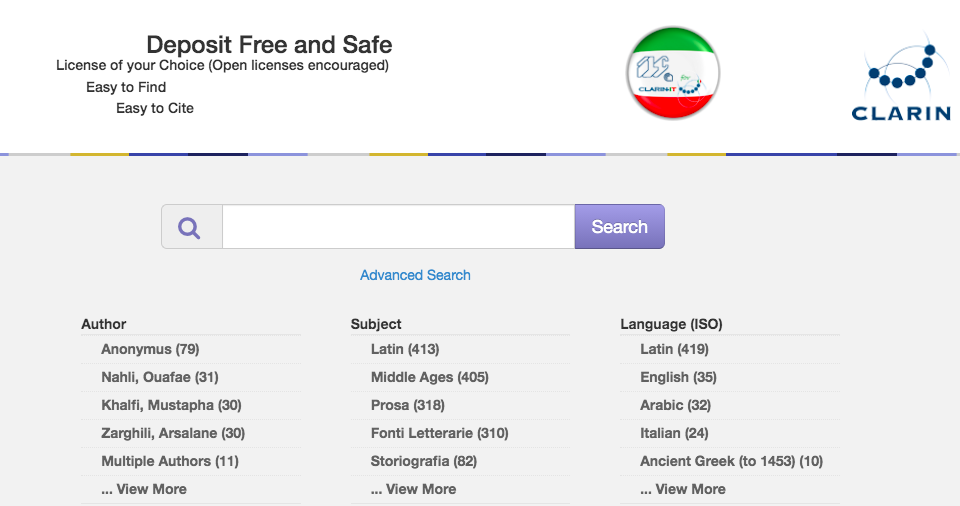 Deposit Free and Safe
License of your Choice (Open licenses encouraged)
Easy to Find
Easy to Cite
CLARIN-IT
CLARIN
Search
Advanced Search
Author
Anonymus (79)
Nahli, Ouafae (31)
Khalfi, Mustapha (30)
Zarghili, Arsalane (30)
Multiple Authors (11)
... View More
Subject
Latin (413)
Middle Ages (405)
Prosa (318)
Fonti Letterarie (310)
Storiografia (82)
... View More
Language (ISO)
Latin (419)
English (35)
Arabic (32)
Italian (24)
Ancient Greek (to 1453) (10)
... View More